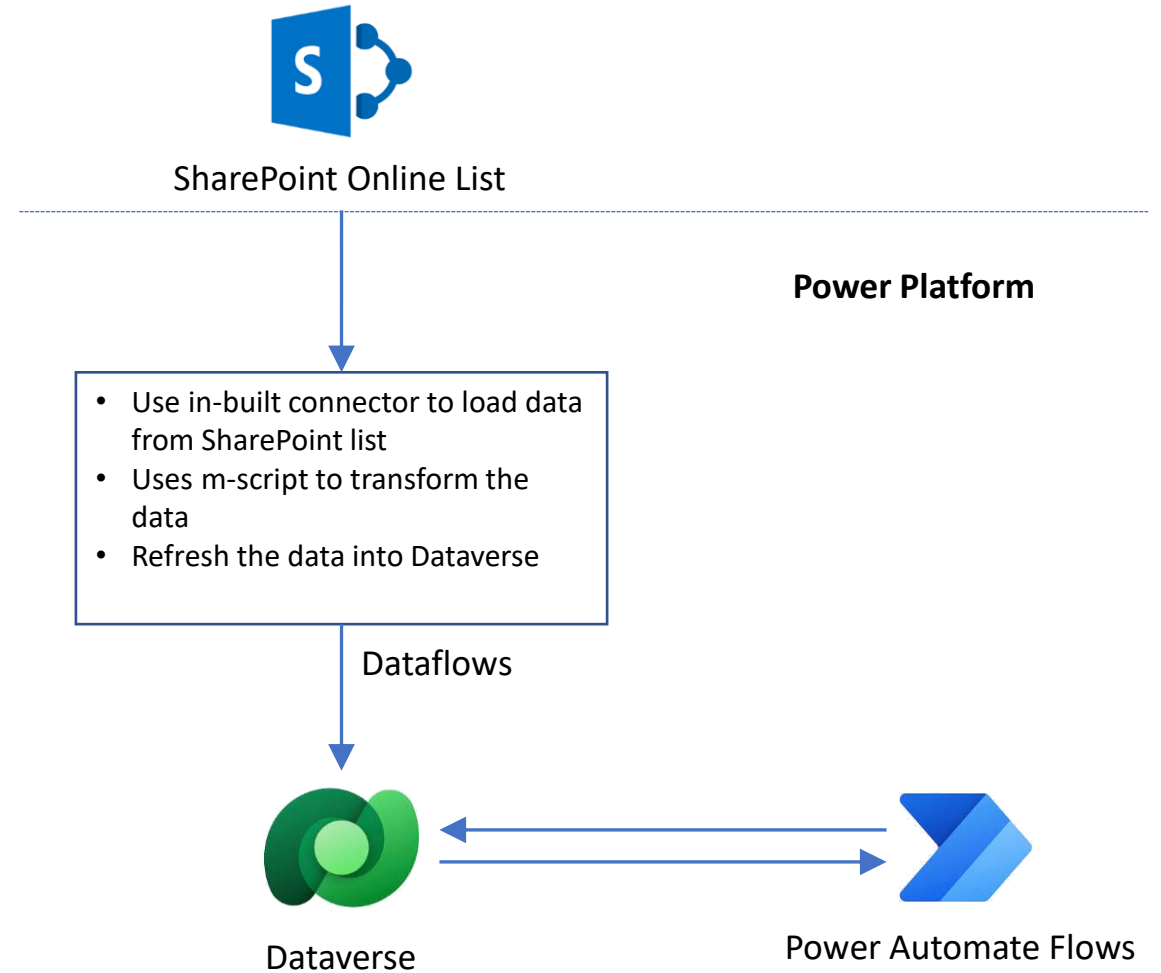 S
SharePoint Online List
Power Platform
• Use in-built connector to load data
from SharePoint list
• Uses m-script to transform the
data
• Refresh the data into Dataverse
Dataflows
Dataverse
Power Automate Flows